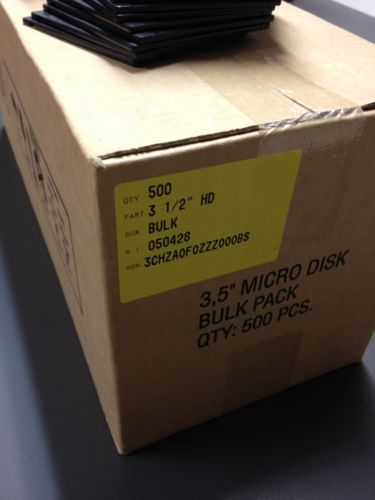 QTY 500
PART 3 1/2" HD
BOX BULK
W.I. 050428
REM. 3CHZAOFOZZZ000BS
3,5" MICRO DISK
BULK PACK
QTY: 500 PCS.